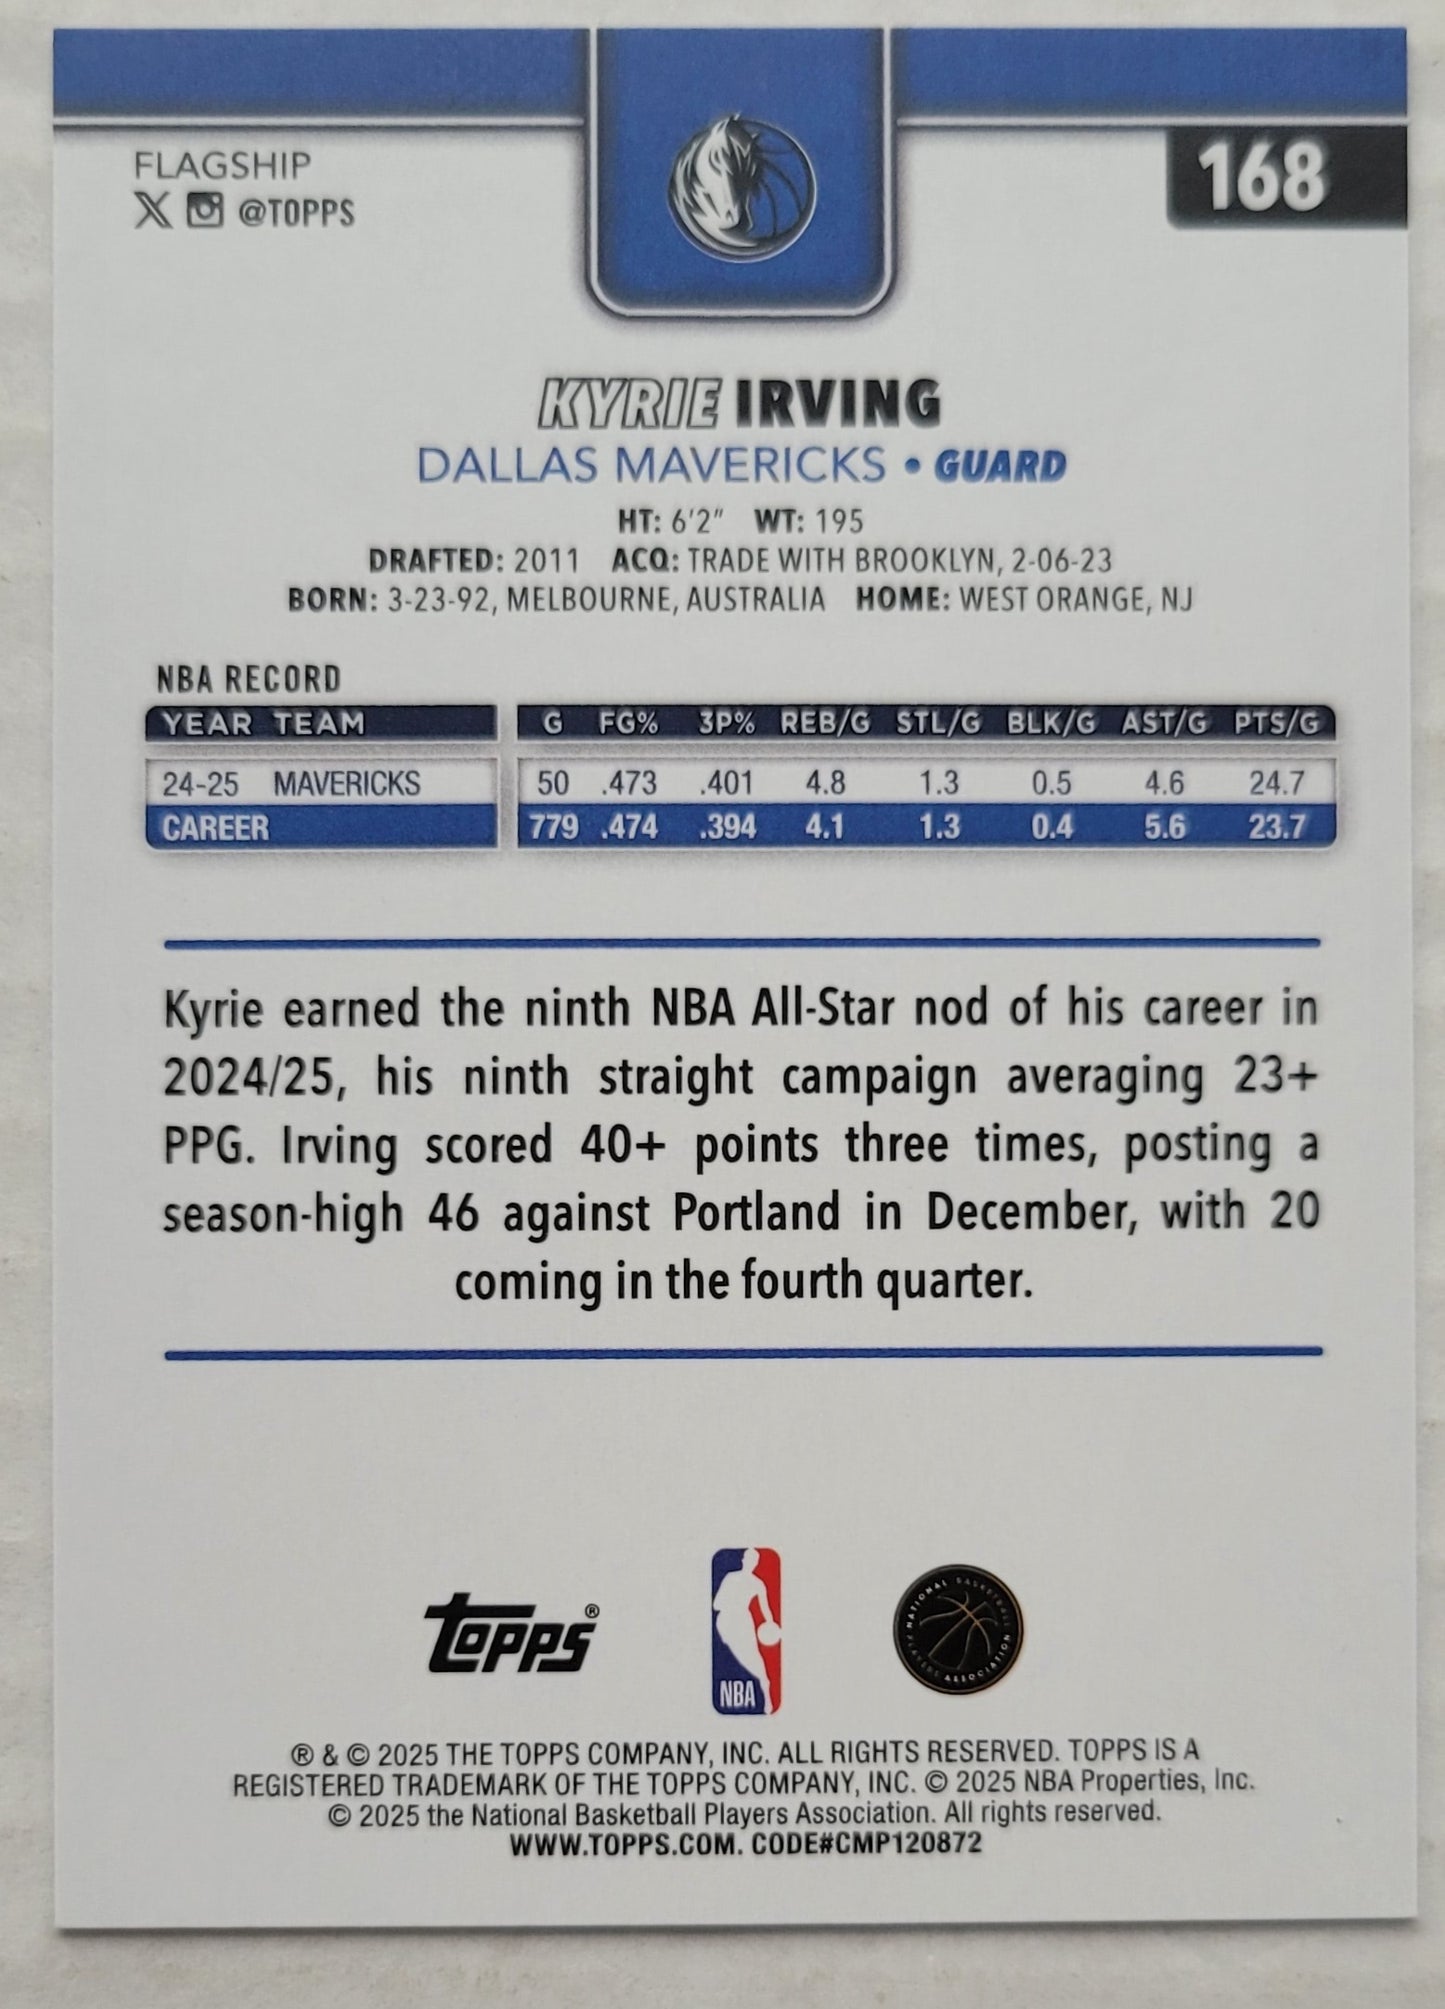 FLAGSHIP
@TOPPS
168
KYRIE IRVING
DALLAS MAVERICKS • GUARD
HT: 6'2" WT: 195
DRAFTED: 2011 ACQ: TRADE WITH BROOKLYN, 2-06-23
BORN: 3-23-92, MELBOURNE, AUSTRALIA HOME: WEST ORANGE, NJ
NBA RECORD
YEAR TEAM G FG% 3P% REB/G STL/G BLK/G AST/G PTS/G
24-25 MAVERICKS 50 .473 .401 4.8 1.3 0.5 4.6 24.7
CAREER 779 .474 .394 4.1 1.3 0.4 5.6 23.7
Kyrie earned the ninth NBA All-Star nod of his career in
2024/25, his ninth straight campaign averaging 23+
PPG. Irving scored 40+ points three times, posting a
season-high 46 against Portland in December, with 20
coming in the fourth quarter.
TOPPS®
NBA
NATIONAL BASKETBALL PLAYERS ASSOCIATION
® & © 2025 THE TOPPS COMPANY, INC. ALL RIGHTS RESERVED. TOPPS IS A
REGISTERED TRADEMARK OF THE TOPPS COMPANY, INC. © 2025 NBA Properties, Inc.
© 2025 the National Basketball Players Association. All rights reserved.
WWW.TOPPS.COM. CODE#CMP120872